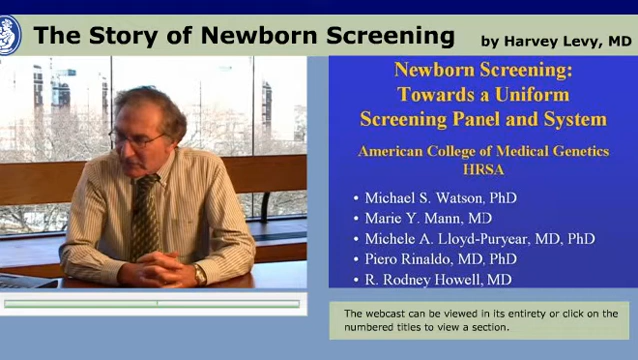 The Story of Newborn Screening
by Harvey Levy, MD
Newborn Screening:
Towards a Uniform
Screening Panel and System
American College of Medical Genetics
HRSA
• Michael S. Watson, PhD
• Marie Y. Mann, MD
• Michele A. Lloyd-Puryear, MD, PhD
• Piero Rinaldo, MD, PhD
• R. Rodney Howell, MD
The webcast can be viewed in its entirety or click on the
numbered titles to view a section.